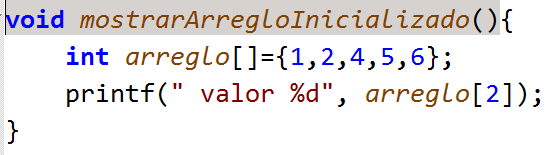 void mostrarArregloInicializado(){
int arreglo[]={1,2,4,5,6};
printf(" valor %d", arreglo[2]);
}